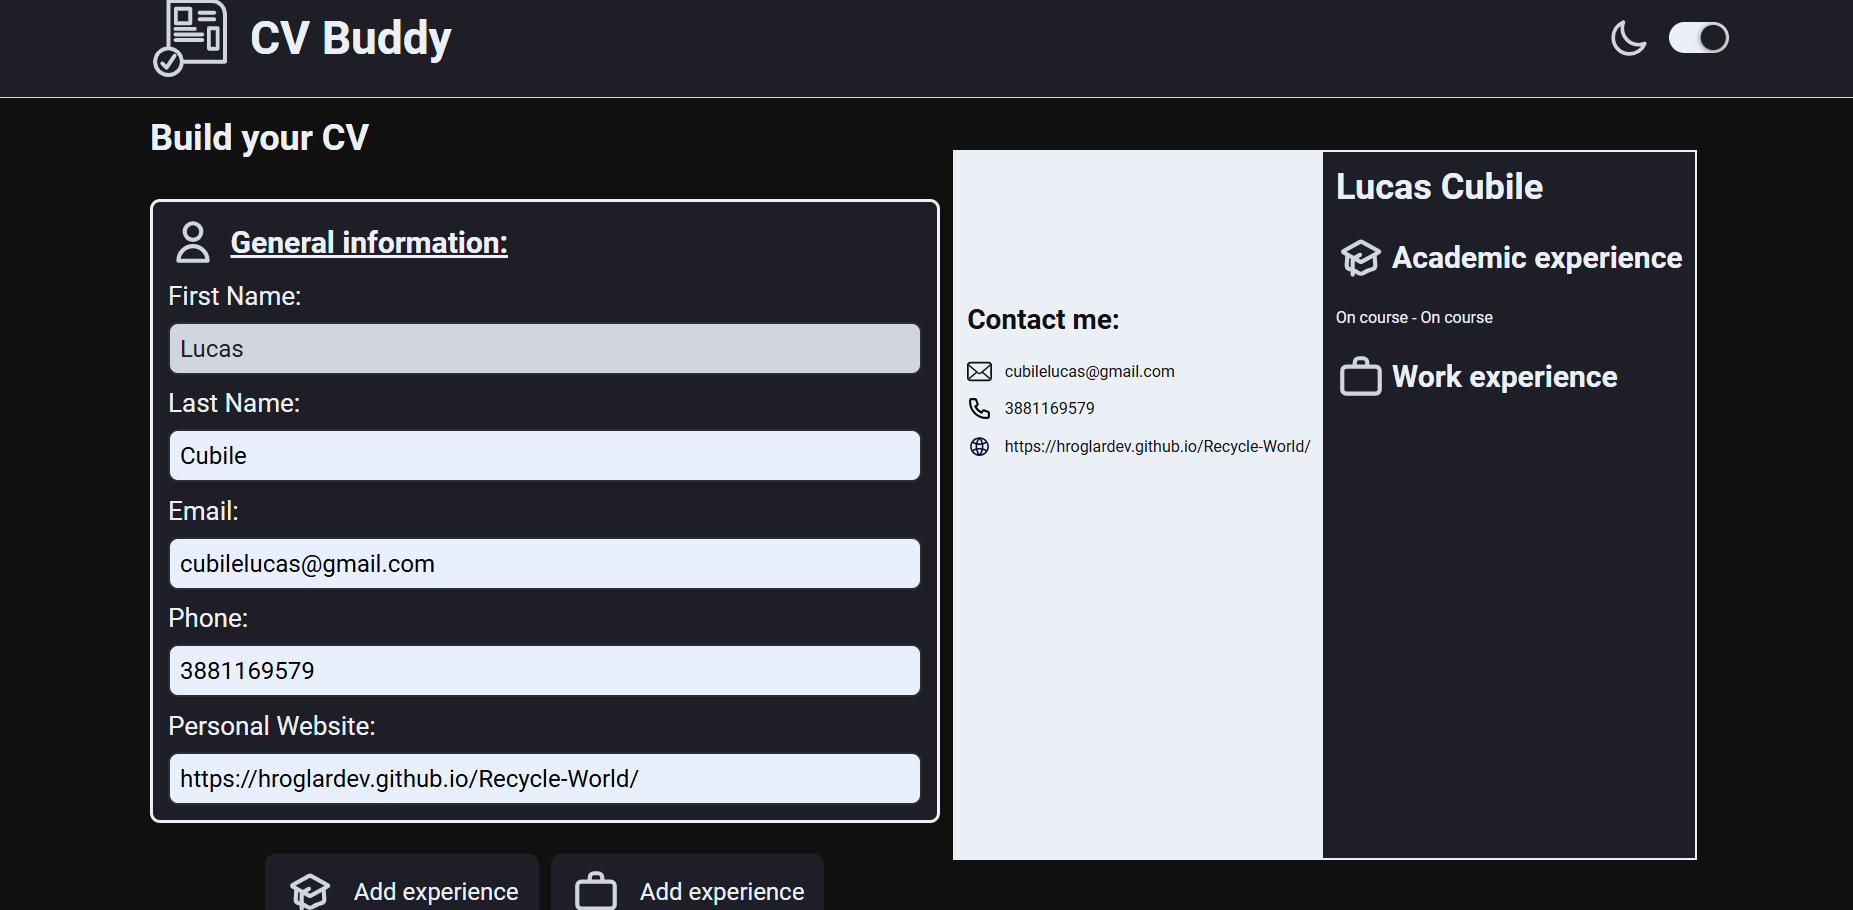 CV Buddy
Build your CV
General information:
First Name:
Lucas
Last Name:
Cubile
Email:
cubilelucas@gmail.com
Phone:
3881169579
Personal Website:
https://hroglardev.github.io/Recycle-World/
Add experience
Add experience
Contact me:
cubilelucas@gmail.com
3881169579
https://hroglardev.github.io/Recycle-World/
Lucas Cubile
Academic experience
On course - On course
Work experience